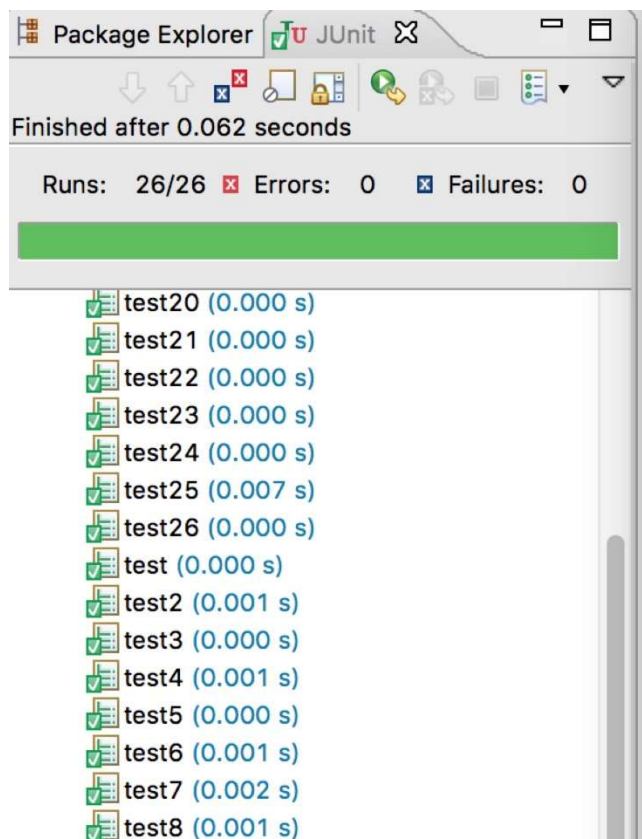 Package Explorer JUnit
Finished after 0.062 seconds
Runs: 26/26 Errors: 0 Failures: 0
test20 (0.000 s)
test21 (0.000 s)
test22 (0.000 s)
test23 (0.000 s)
test24 (0.000 s)
test25 (0.007 s)
test26 (0.000 s)
test (0.000 s)
test2 (0.001 s)
test3 (0.000 s)
test4 (0.001 s)
test5 (0.000 s)
test6 (0.001 s)
test7 (0.002 s)
test8 (0.001 s)